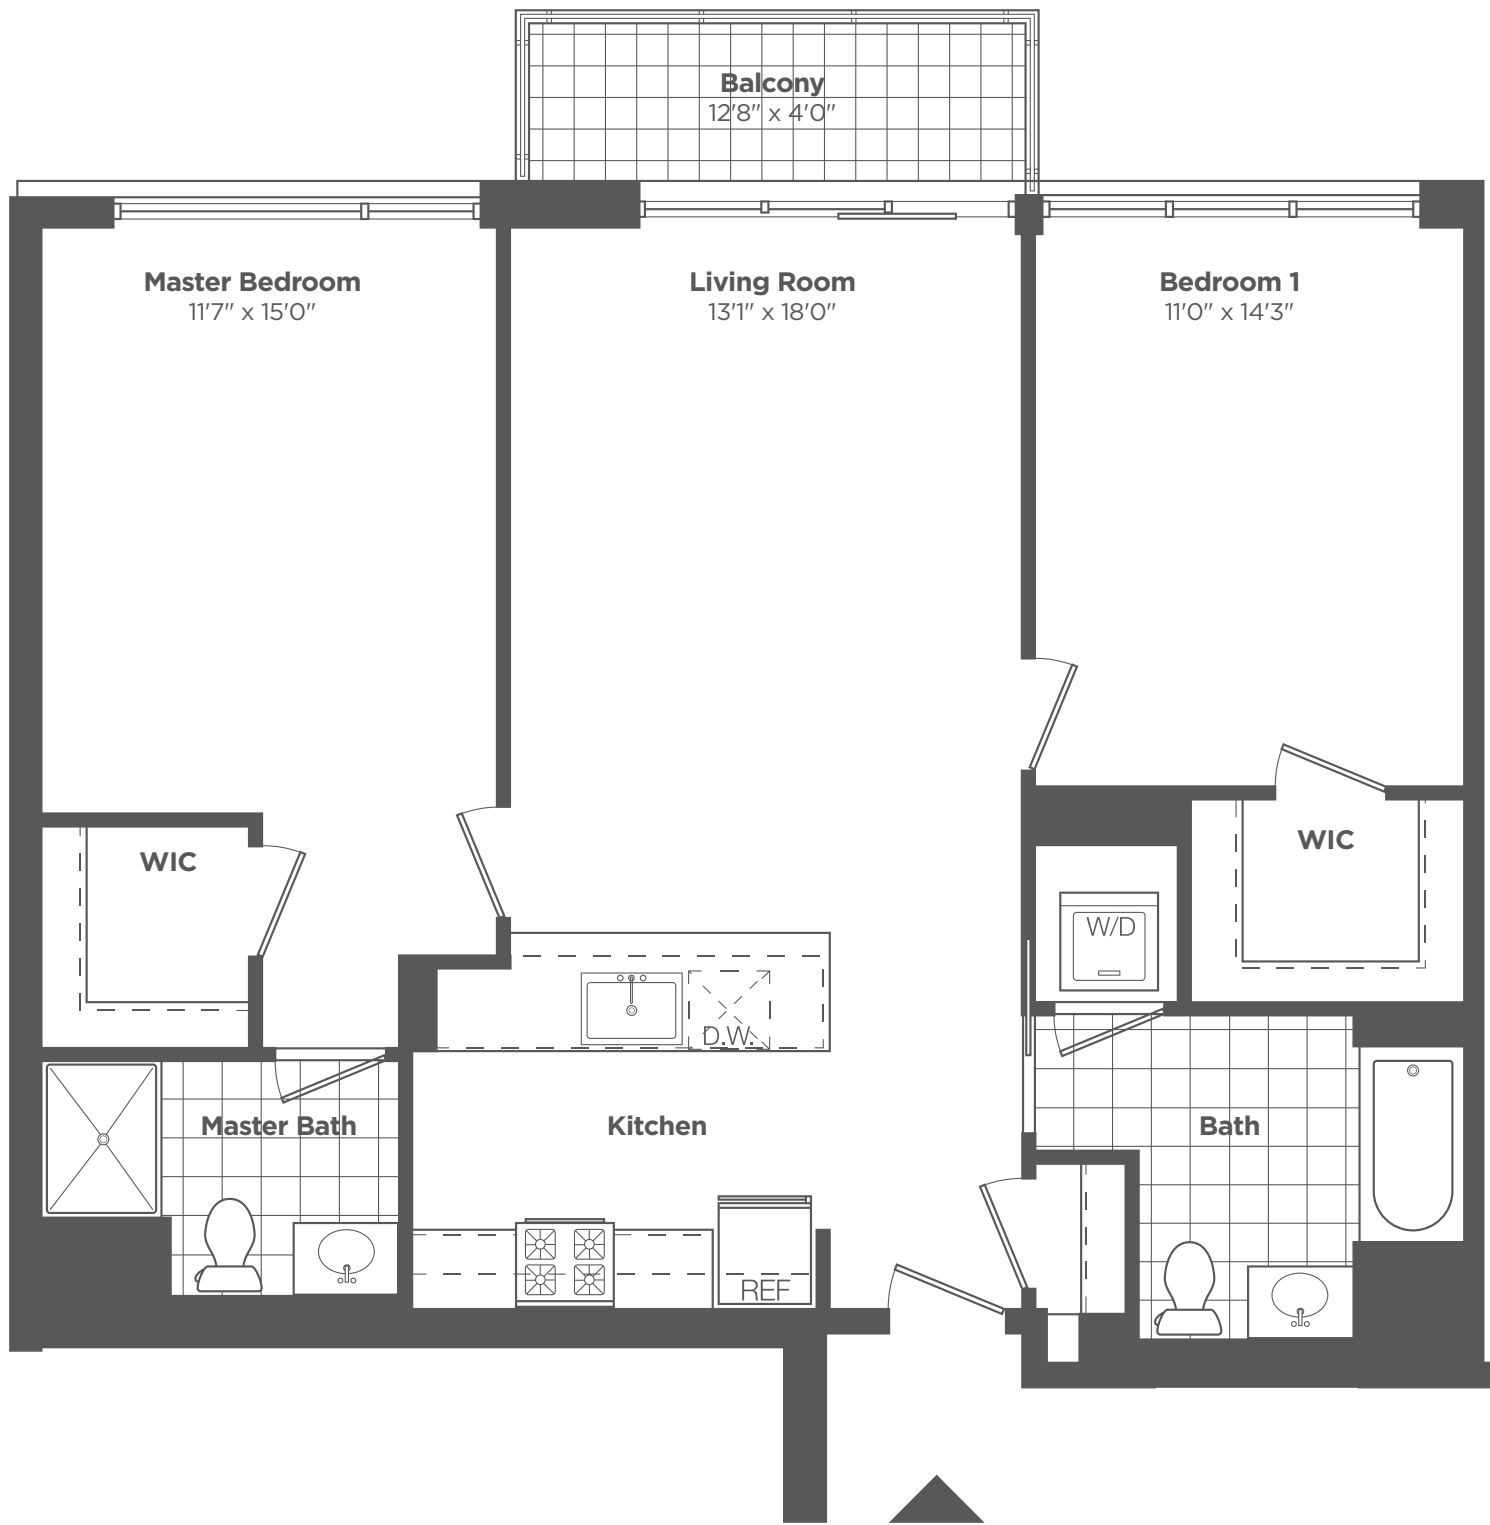 Balcony
12'8" x 4'0"
Master Bedroom
11'7" x 15'0"
Living Room
13'1" x 18'0"
Bedroom 1
11'0" x 14'3"
WIC
WIC
W/D
D.W.
Master Bath
Kitchen
Bath
REF